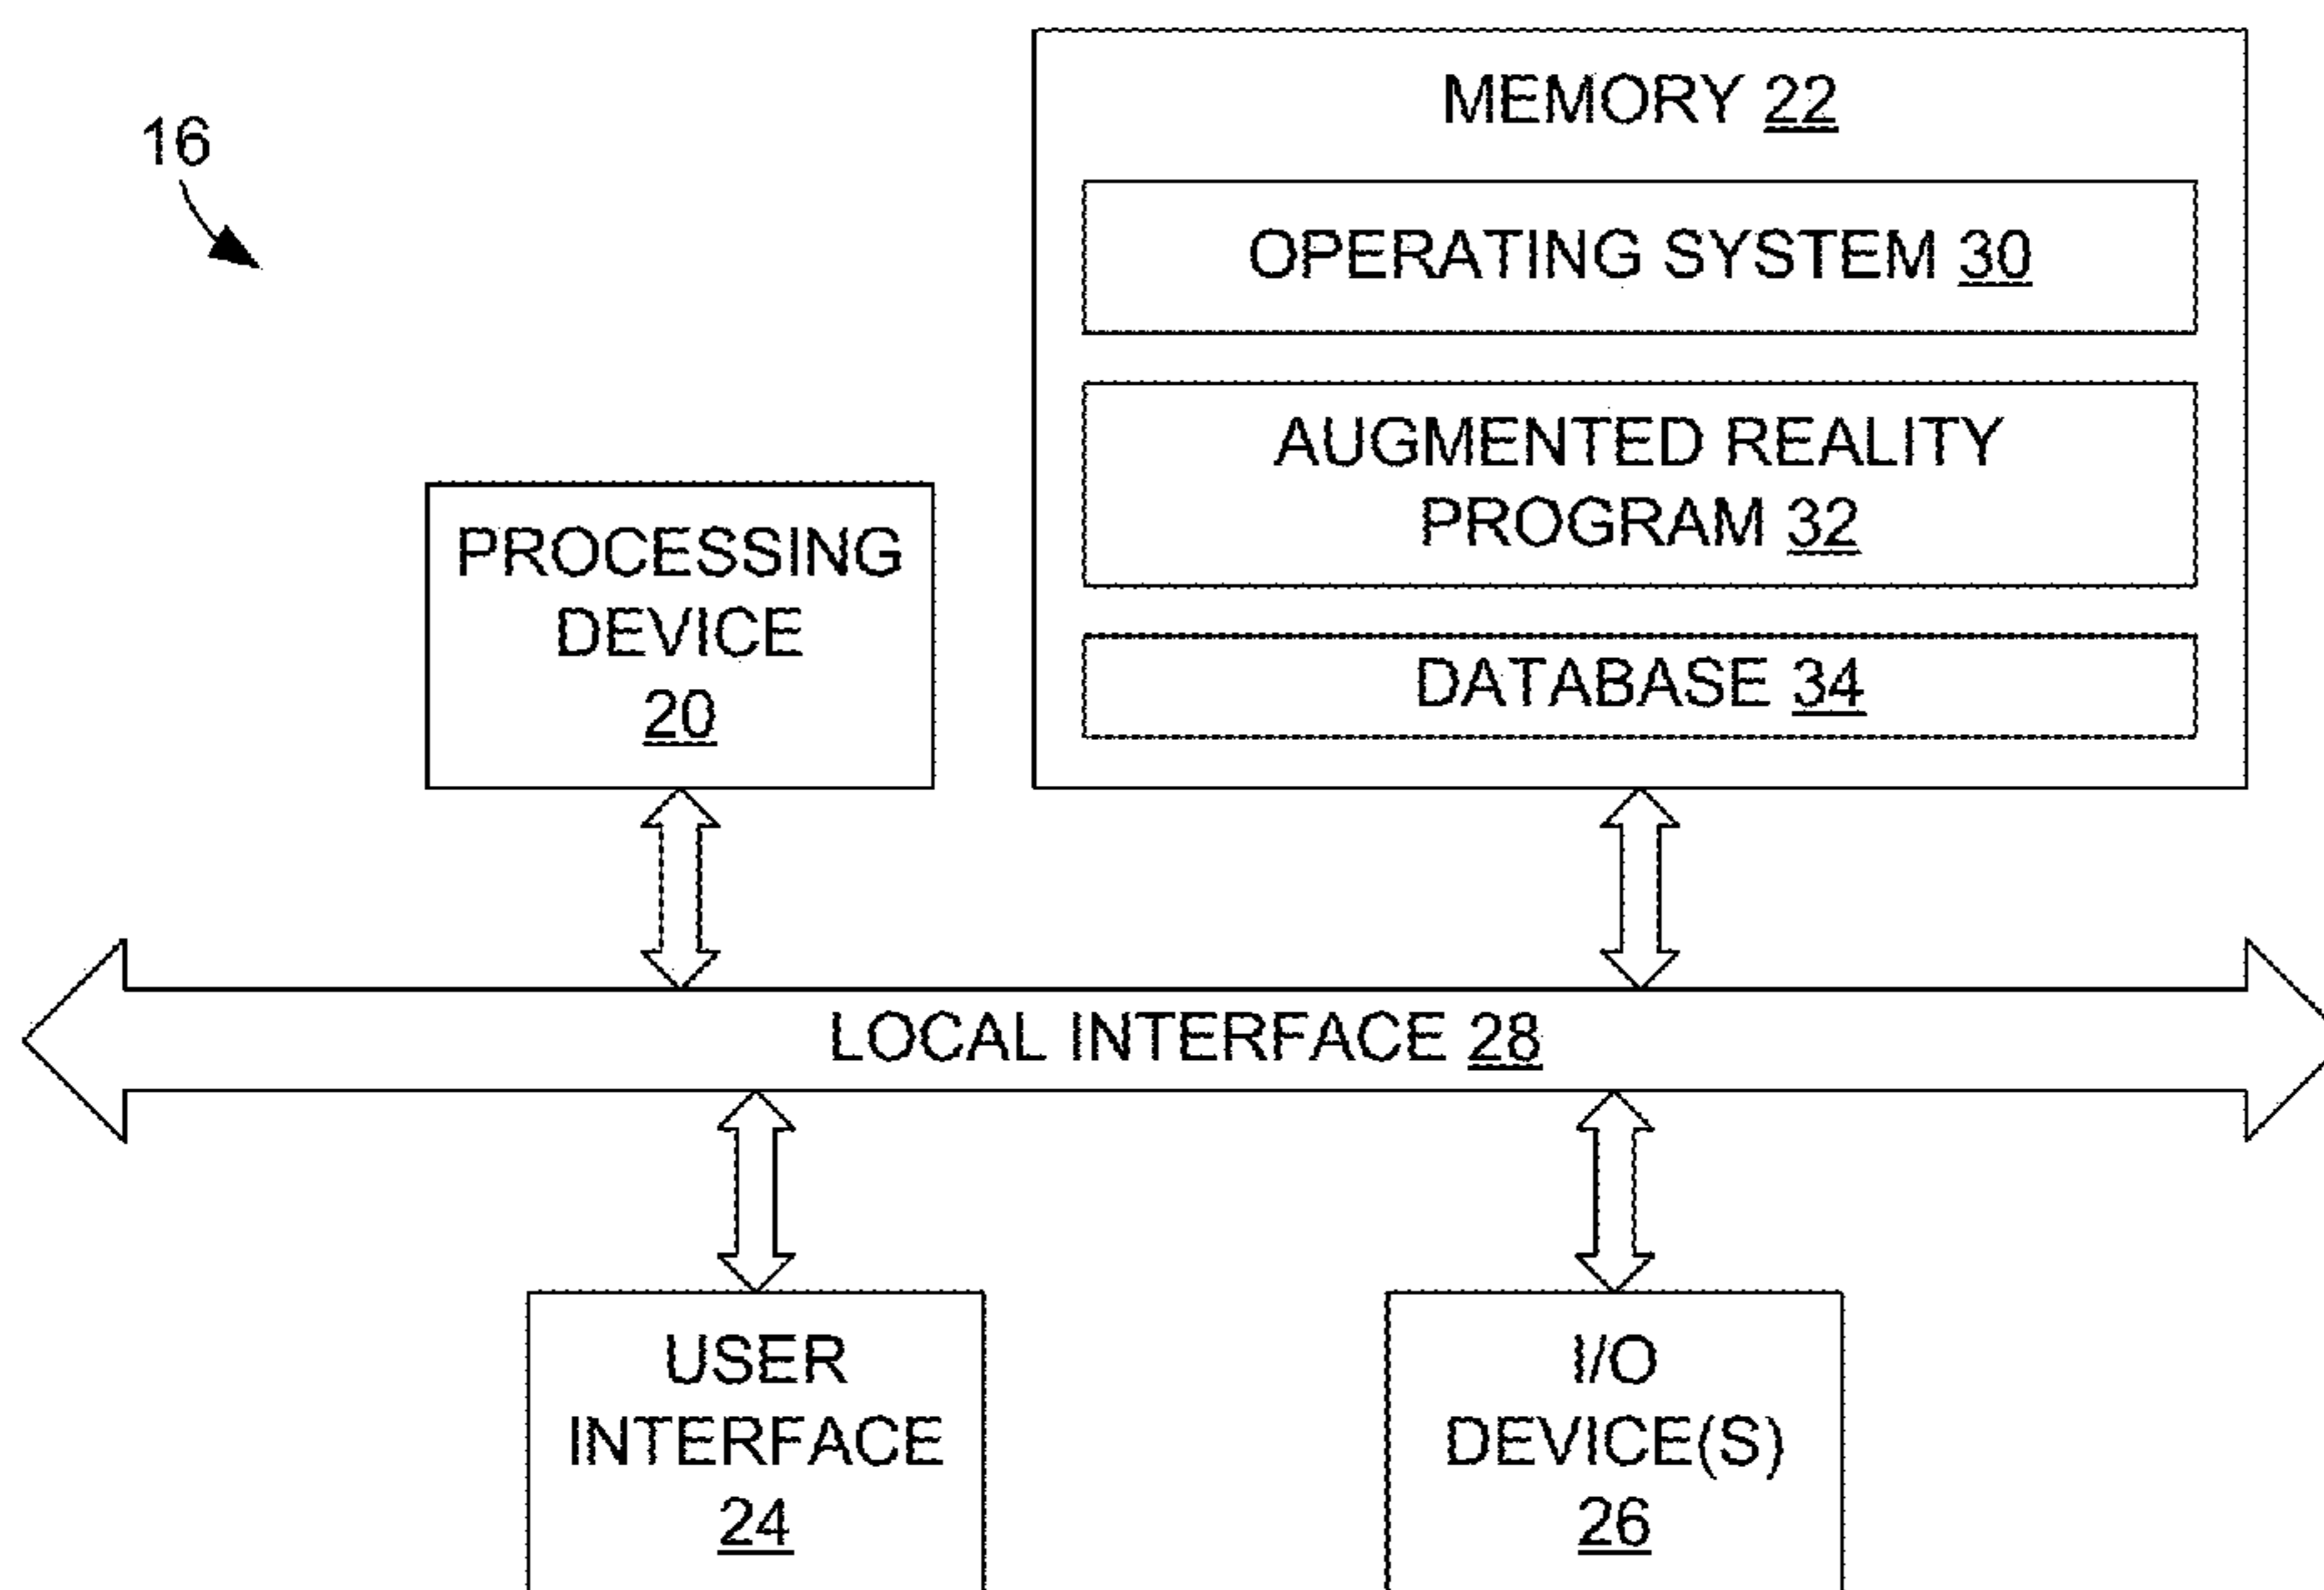 16
MEMORY 22
OPERATING SYSTEM 30
AUGMENTED REALITY
PROGRAM 32
DATABASE 34
PROCESSING
DEVICE
20
LOCAL INTERFACE 28
USER
INTERFACE
24
I/O
DEVICE(S)
26